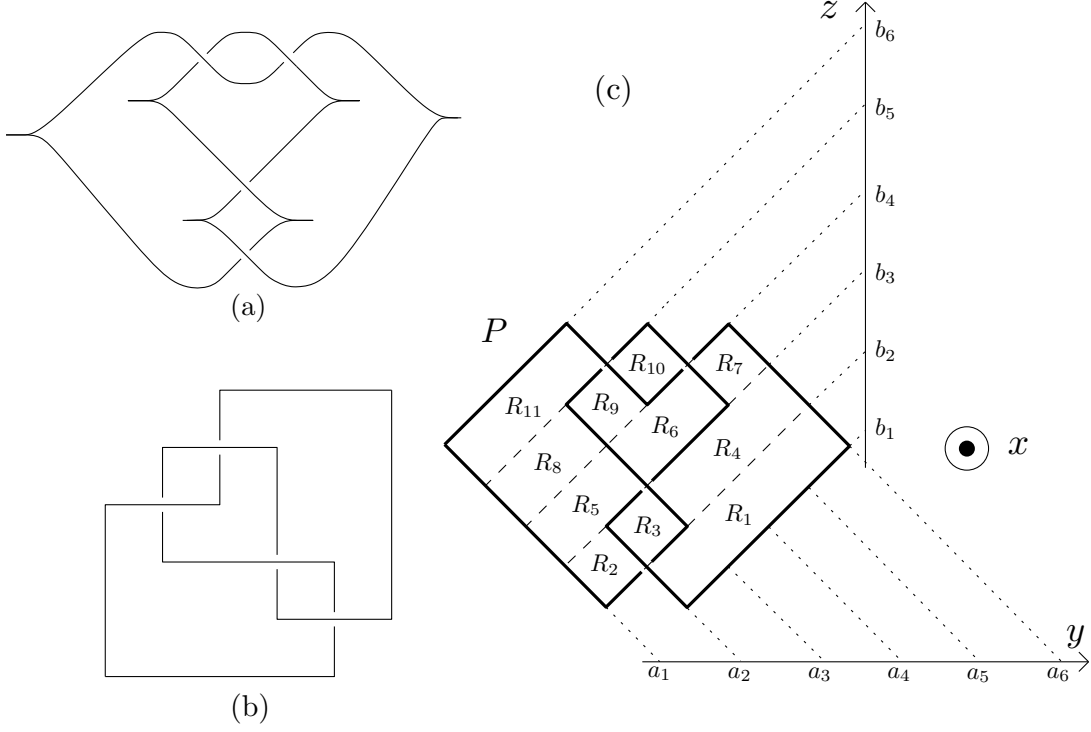 z
b₆
(c)
b₅
b₄
b₃
(a)
P
b₂
R₁₀
R₇
R₁₁
R₉
R₆
b₁
R₄
x
R₈
R₅
R₁
R₃
R₂
y
a₁ a₂ a₃ a₄ a₅ a₆
(b)